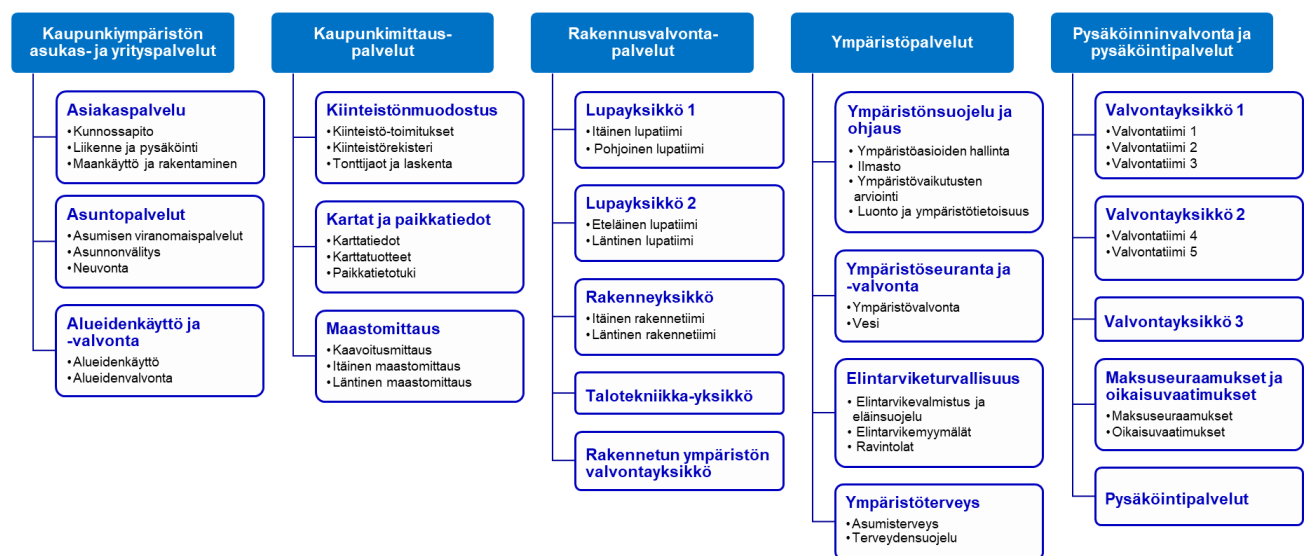 Kaupunkiympäristön
asukas- ja yrityspalvelut
Asiakaspalvelu
•Kunnossapito
•Liikenne ja pysäköinti
•Maankäyttö ja rakentaminen
Asuntopalvelut
•Asumisen viranomaispalvelut
•Asunnonvälitys
•Neuvonta
Alueidenkäyttö ja
-valvonta
•Alueidenkäyttö
•Alueidenvalvonta
Kaupunkimittaus-
palvelut
Kiinteistönmuodostus
•Kiinteistö-toimitukset
•Kiinteistörekisteri
•Tonttijaot ja laskenta
Kartat ja paikkatiedot
•Karttatiedot
•Karttatuotteet
•Paikkatietotuki
Maastomittaus
•Kaavoitusmittaus
•Itäinen maastomittaus
•Läntinen maastomittaus
Rakennusvalvonta-
palvelut
Lupayksikkö 1
•Itäinen lupatiimi
• Pohjoinen lupatiimi
Lupayksikkö 2
•Eteläinen lupatiimi
•Läntinen lupatiimi
Rakenneyksikkö
•Itäinen rakennetiimi
•Läntinen rakennetiimi
Talotekniikka-yksikkö
Rakennetun ympäristön
valvontayksikkö
Ympäristöpalvelut
Ympäristönsuojelu ja
ohjaus
• Ympäristöasioiden hallinta
• Ilmasto
• Ympäristövaikutusten
arviointi
• Luonto ja ympäristötietoisuus
Ympäristöseuranta ja
-valvonta
• Ympäristövalvonta
• Vesi
Elintarviketurvallisuus
• Elintarvikevalmistus ja
eläinsuojelu
• Elintarvikemyymälät
• Ravintolat
Ympäristöterveys
• Asumisterveys
• Terveydensuojelu
Pysäköinninvalvonta ja
pysäköintipalvelut
Valvontayksikkö 1
•Valvontatiimi 1
•Valvontatiimi 2
•Valvontatiimi 3
Valvontayksikkö 2
•Valvontatiimi 4
•Valvontatiimi 5
Valvontayksikkö 3
Maksuseuraamukset ja
oikaisuvaatimukset
•Maksuseuraamukset
•Oikaisuvaatimukset
Pysäköintipalvelut